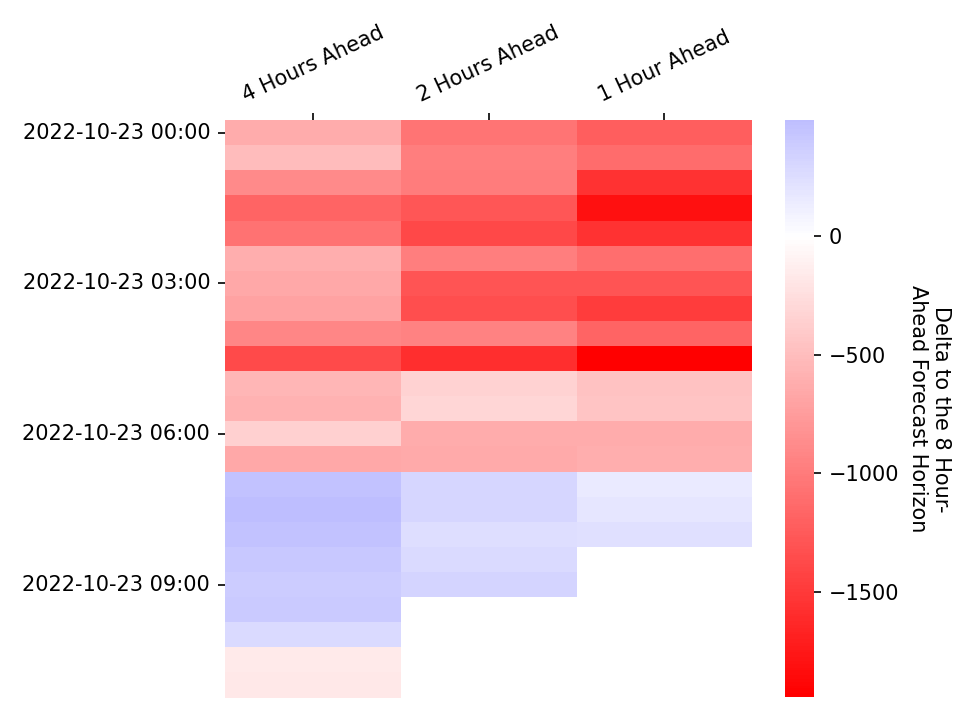 4 Hours Ahead
2 Hours Ahead
1 Hour Ahead
2022-10-23 00:00
2022-10-23 03:00
2022-10-23 06:00
2022-10-23 09:00
0
−500
−1000
−1500
Delta to the 8 Hour-
Ahead Forecast Horizon